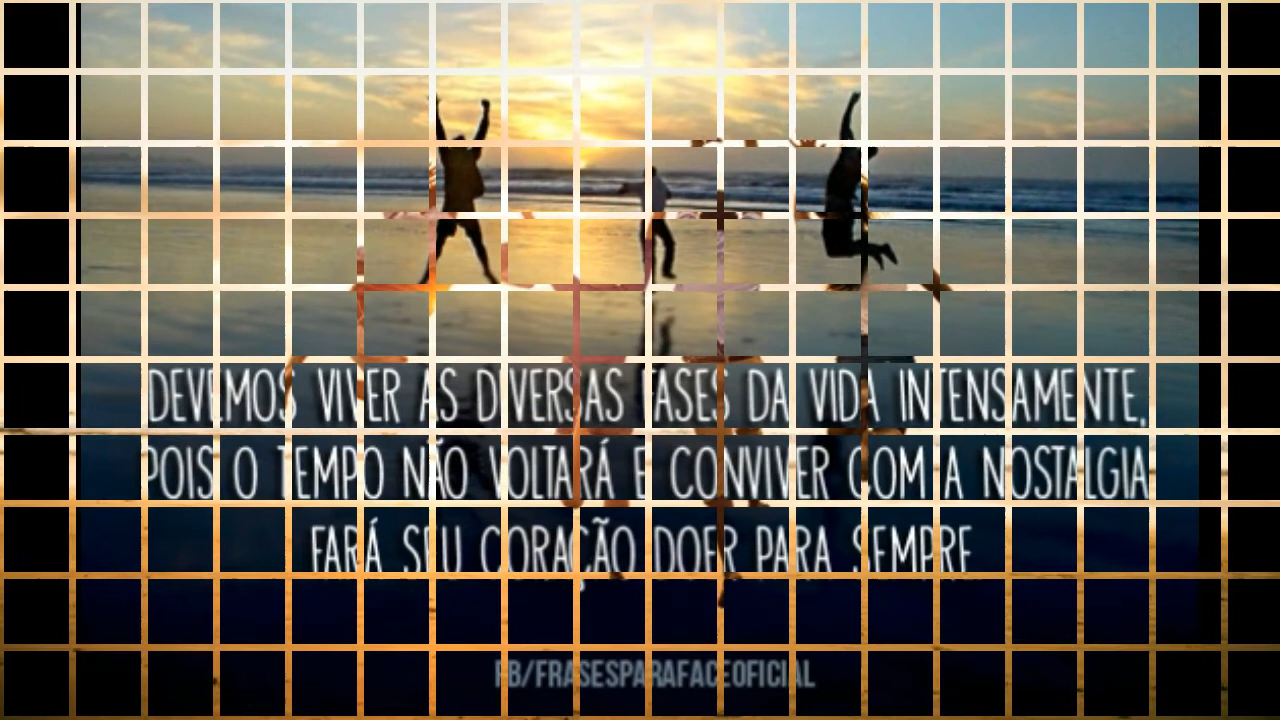 DEVEMOS VIVER AS DIVERSAS FASES DA VIDA INTENSAMENTE,
POIS O TEMPO NÃO VOLTARÁ E CONVIVER COM A NOSTALGIA
FARÁ SEU CORAÇÃO DOER PARA SEMPRE
FB/FRASESPARAFACEOFICIAL